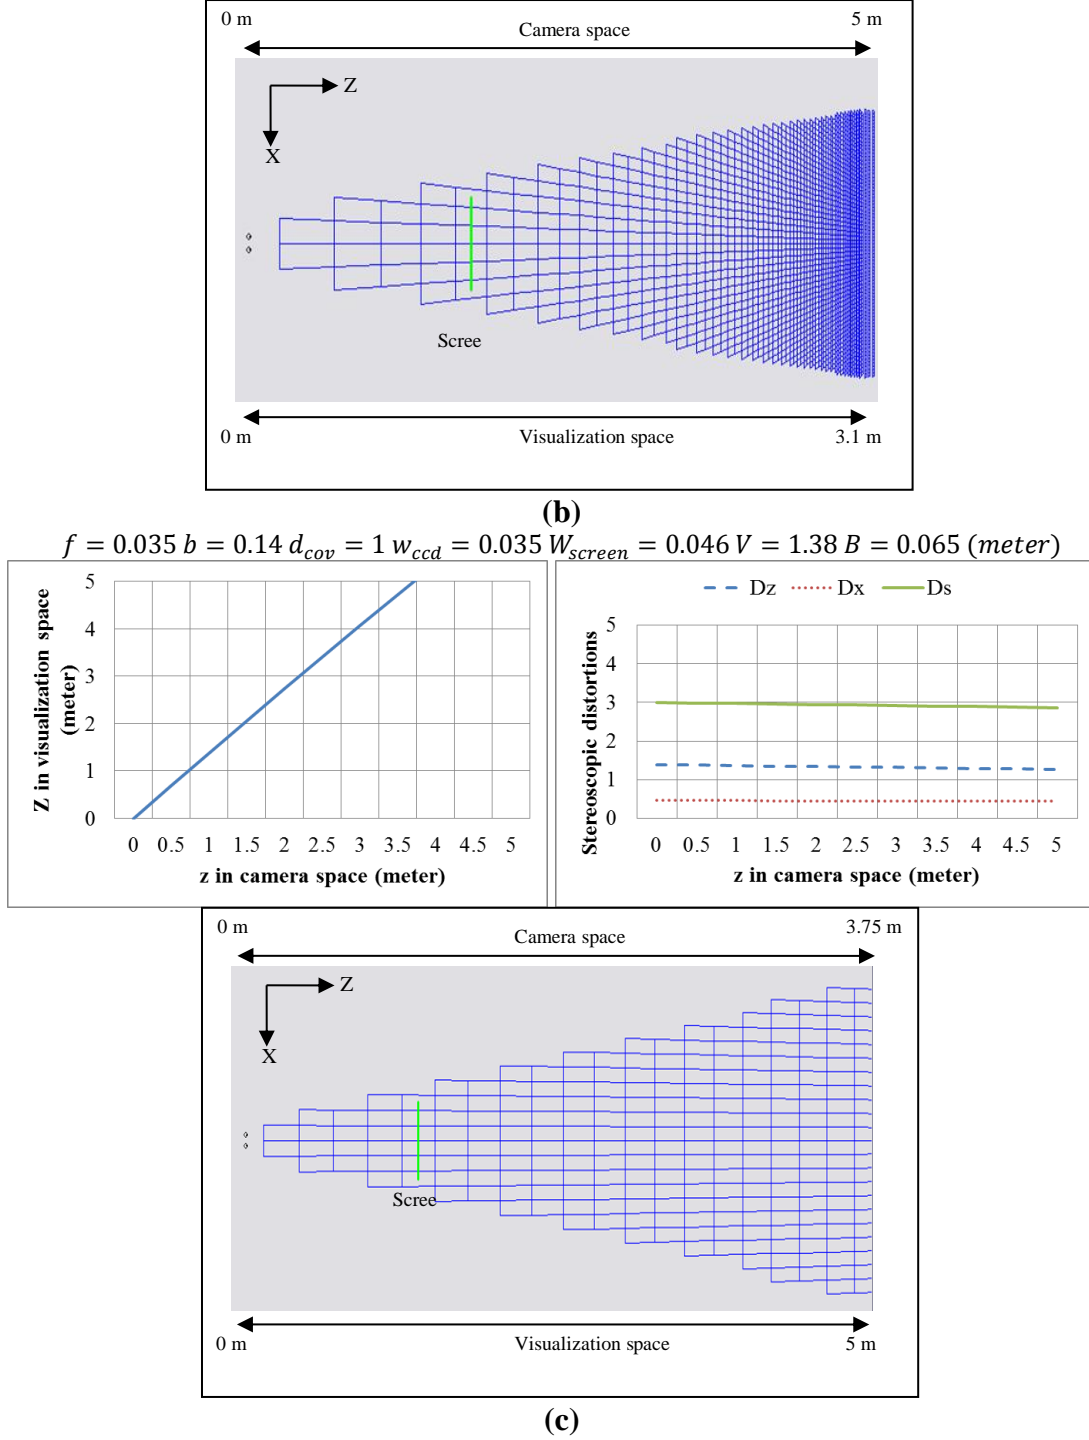 0 m 5 m
Camera space
Z
X
Scree
0 m Visualization space 3.1 m
(b)
f = 0.035 b = 0.14 d_cov = 1 w_ccd = 0.035 W_screen = 0.046 V = 1.38 B = 0.065 (meter)
Z in visualization space
(meter)
5
4
3
2
1
0
0 0.5 1 1.5 2 2.5 3 3.5 4 4.5 5
z in camera space (meter)
Dz Dx Ds
Stereoscopic distortions
5
4
3
2
1
0
0 0.5 1 1.5 2 2.5 3 3.5 4 4.5 5
z in camera space (meter)
0 m 3.75 m
Camera space
Z
X
Scree
0 m Visualization space 5 m
(c)